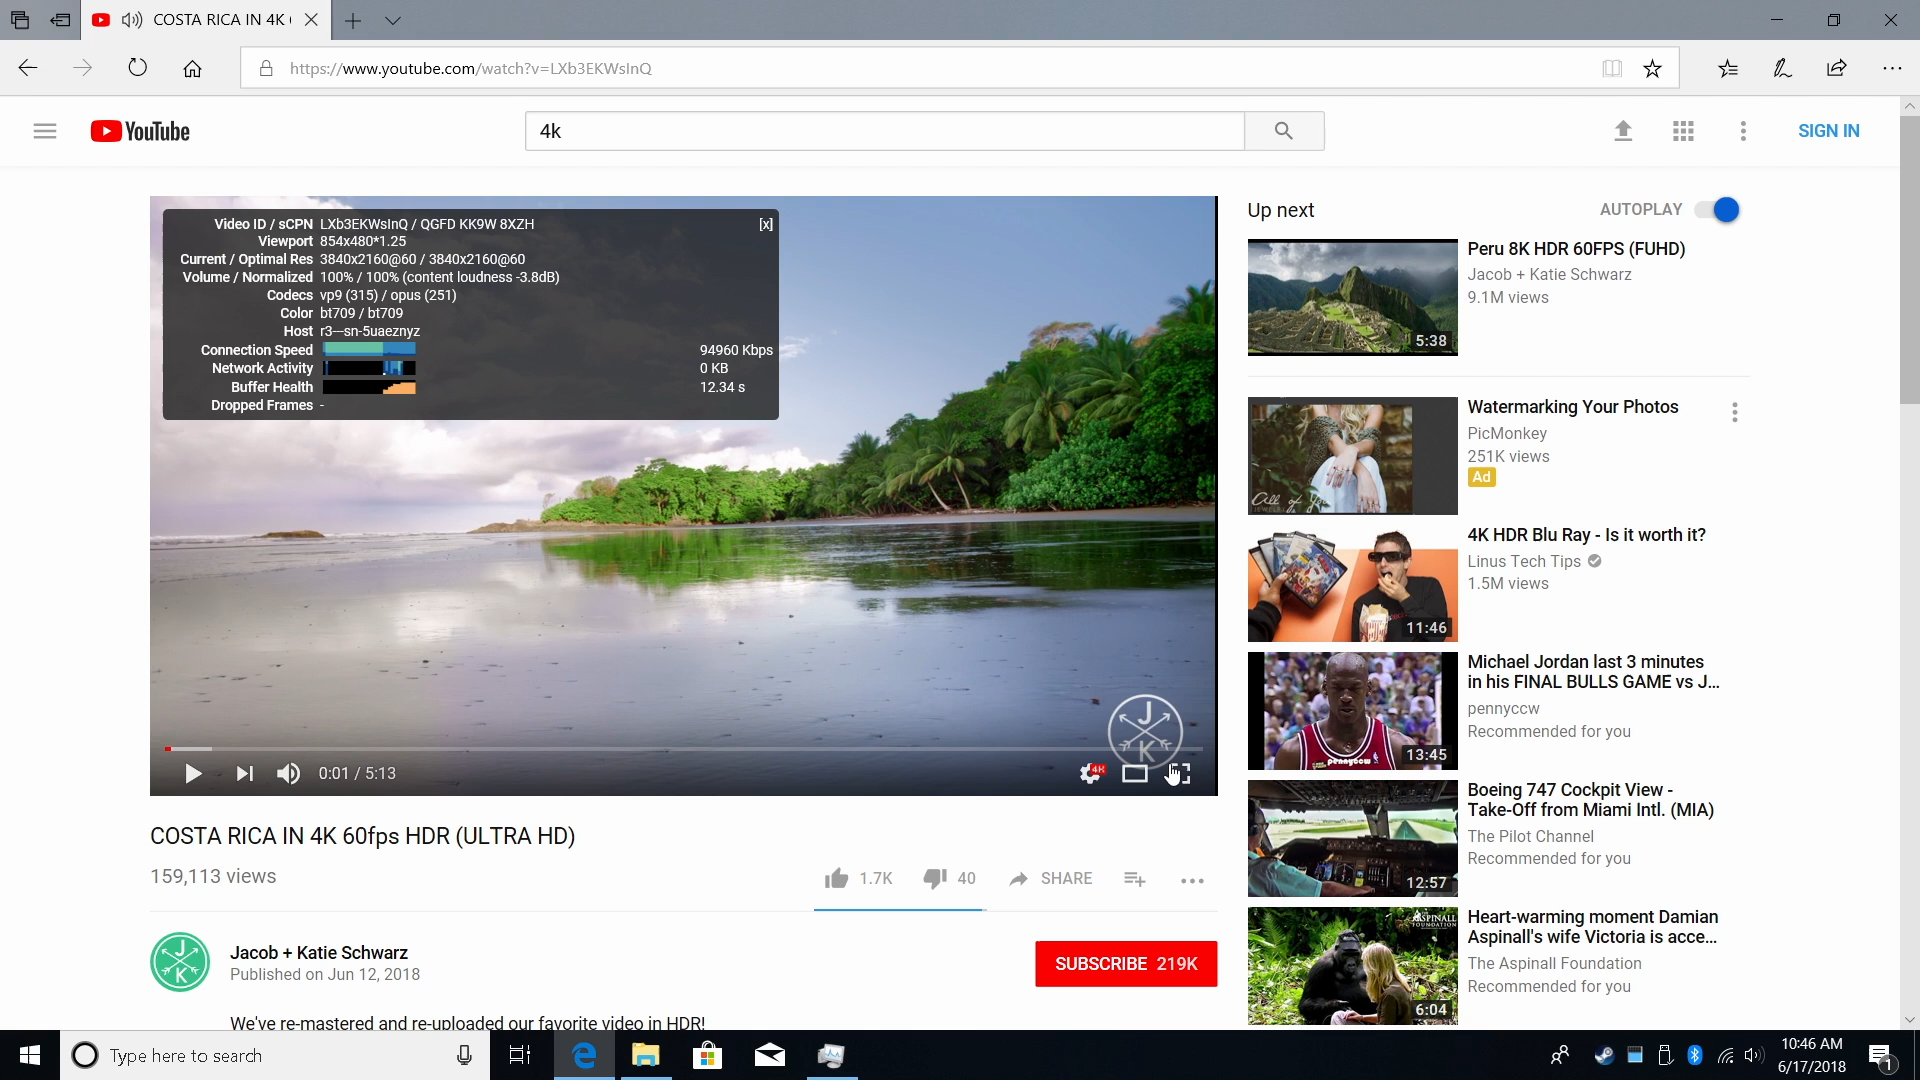 COSTA RICA IN 4K (
https://www.youtube.com/watch?v=LXb3EKWsInQ
YouTube
4k
SIGN IN
Video ID / sCPN LXb3EKWsInQ / QGFD KK9W 8XZH [x]
Viewport 854x480*1.25
Current / Optimal Res 3840x2160@60 / 3840x2160@60
Volume / Normalized 100% / 100% (content loudness -3.8dB)
Codecs vp9 (315) / opus (251)
Color bt709 / bt709
Host r3---sn-5uaeznyz
Connection Speed 94960 Kbps
Network Activity 0 KB
Buffer Health 12.34 s
Dropped Frames -
J K
0:01 / 5:13
4K
COSTA RICA IN 4K 60fps HDR (ULTRA HD)
159,113 views
1.7K
40
SHARE
J K
Jacob + Katie Schwarz
Published on Jun 12, 2018
SUBSCRIBE 219K
We've re-mastered and re-uploaded our favorite video in HDR!
Up next
AUTOPLAY
5:38
Peru 8K HDR 60FPS (FUHD)
Jacob + Katie Schwarz
9.1M views
All of
JEWELRY
Watermarking Your Photos
PicMonkey
251K views
Ad
11:46
4K HDR Blu Ray - Is it worth it?
Linus Tech Tips
1.5M views
pennyccw
13:45
Michael Jordan last 3 minutes
in his FINAL BULLS GAME vs J...
pennyccw
Recommended for you
12:57
Boeing 747 Cockpit View -
Take-Off from Miami Intl. (MIA)
The Pilot Channel
Recommended for you
ASPINALL
FOUNDATION
6:04
Heart-warming moment Damian
Aspinall's wife Victoria is acce...
The Aspinall Foundation
Recommended for you
Type here to search
10:46 AM
6/17/2018
1